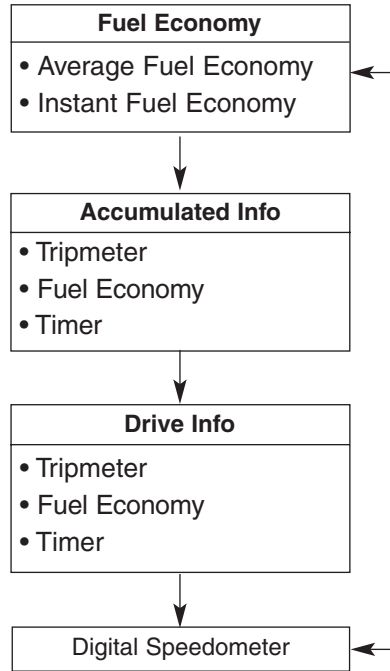 Fuel Economy
• Average Fuel Economy
• Instant Fuel Economy
Accumulated Info
• Tripmeter
• Fuel Economy
• Timer
Drive Info
• Tripmeter
• Fuel Economy
• Timer
Digital Speedometer